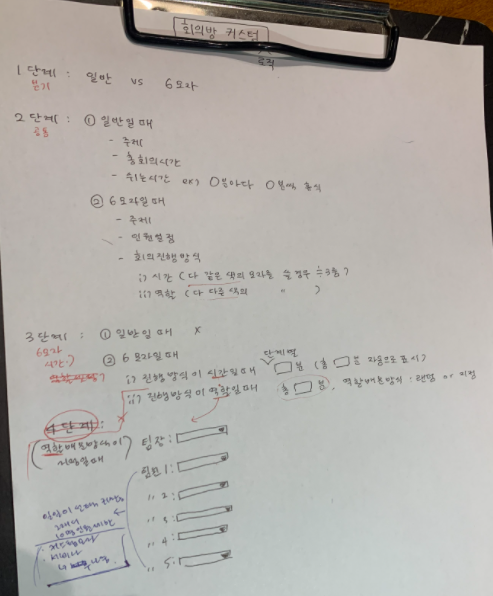 회의방 커스텀
로직
1단계 : 일반 vs 6모자
분기
2단계 : ① 일반일때
공통
- 주제
- 총회의시간
- 쉬는시간 ex) 0분마다 0분씩 휴식
② 6모자일때
- 주제
- 인원설정
- 회의진행방식
i) 시간 (다 같은 색의 모자를 쓸경우
ii) 역할 (다 다른 색의 〃 )
3단계 : ① 일반일때 x
6모자
시간
② 6모자일때
단계별
i) 진행방식이 시간일때 분 (총 분 자동으로 표시)
ii) 진행방식이 역할일때 총 분, 역할배분방식 : 랜덤 or 지정
4단계 :
(역할배분방식이
지정일때)
팀장 :
팀원 1 :
〃 2 :
〃 3 :
〃 4 :
〃 5 :